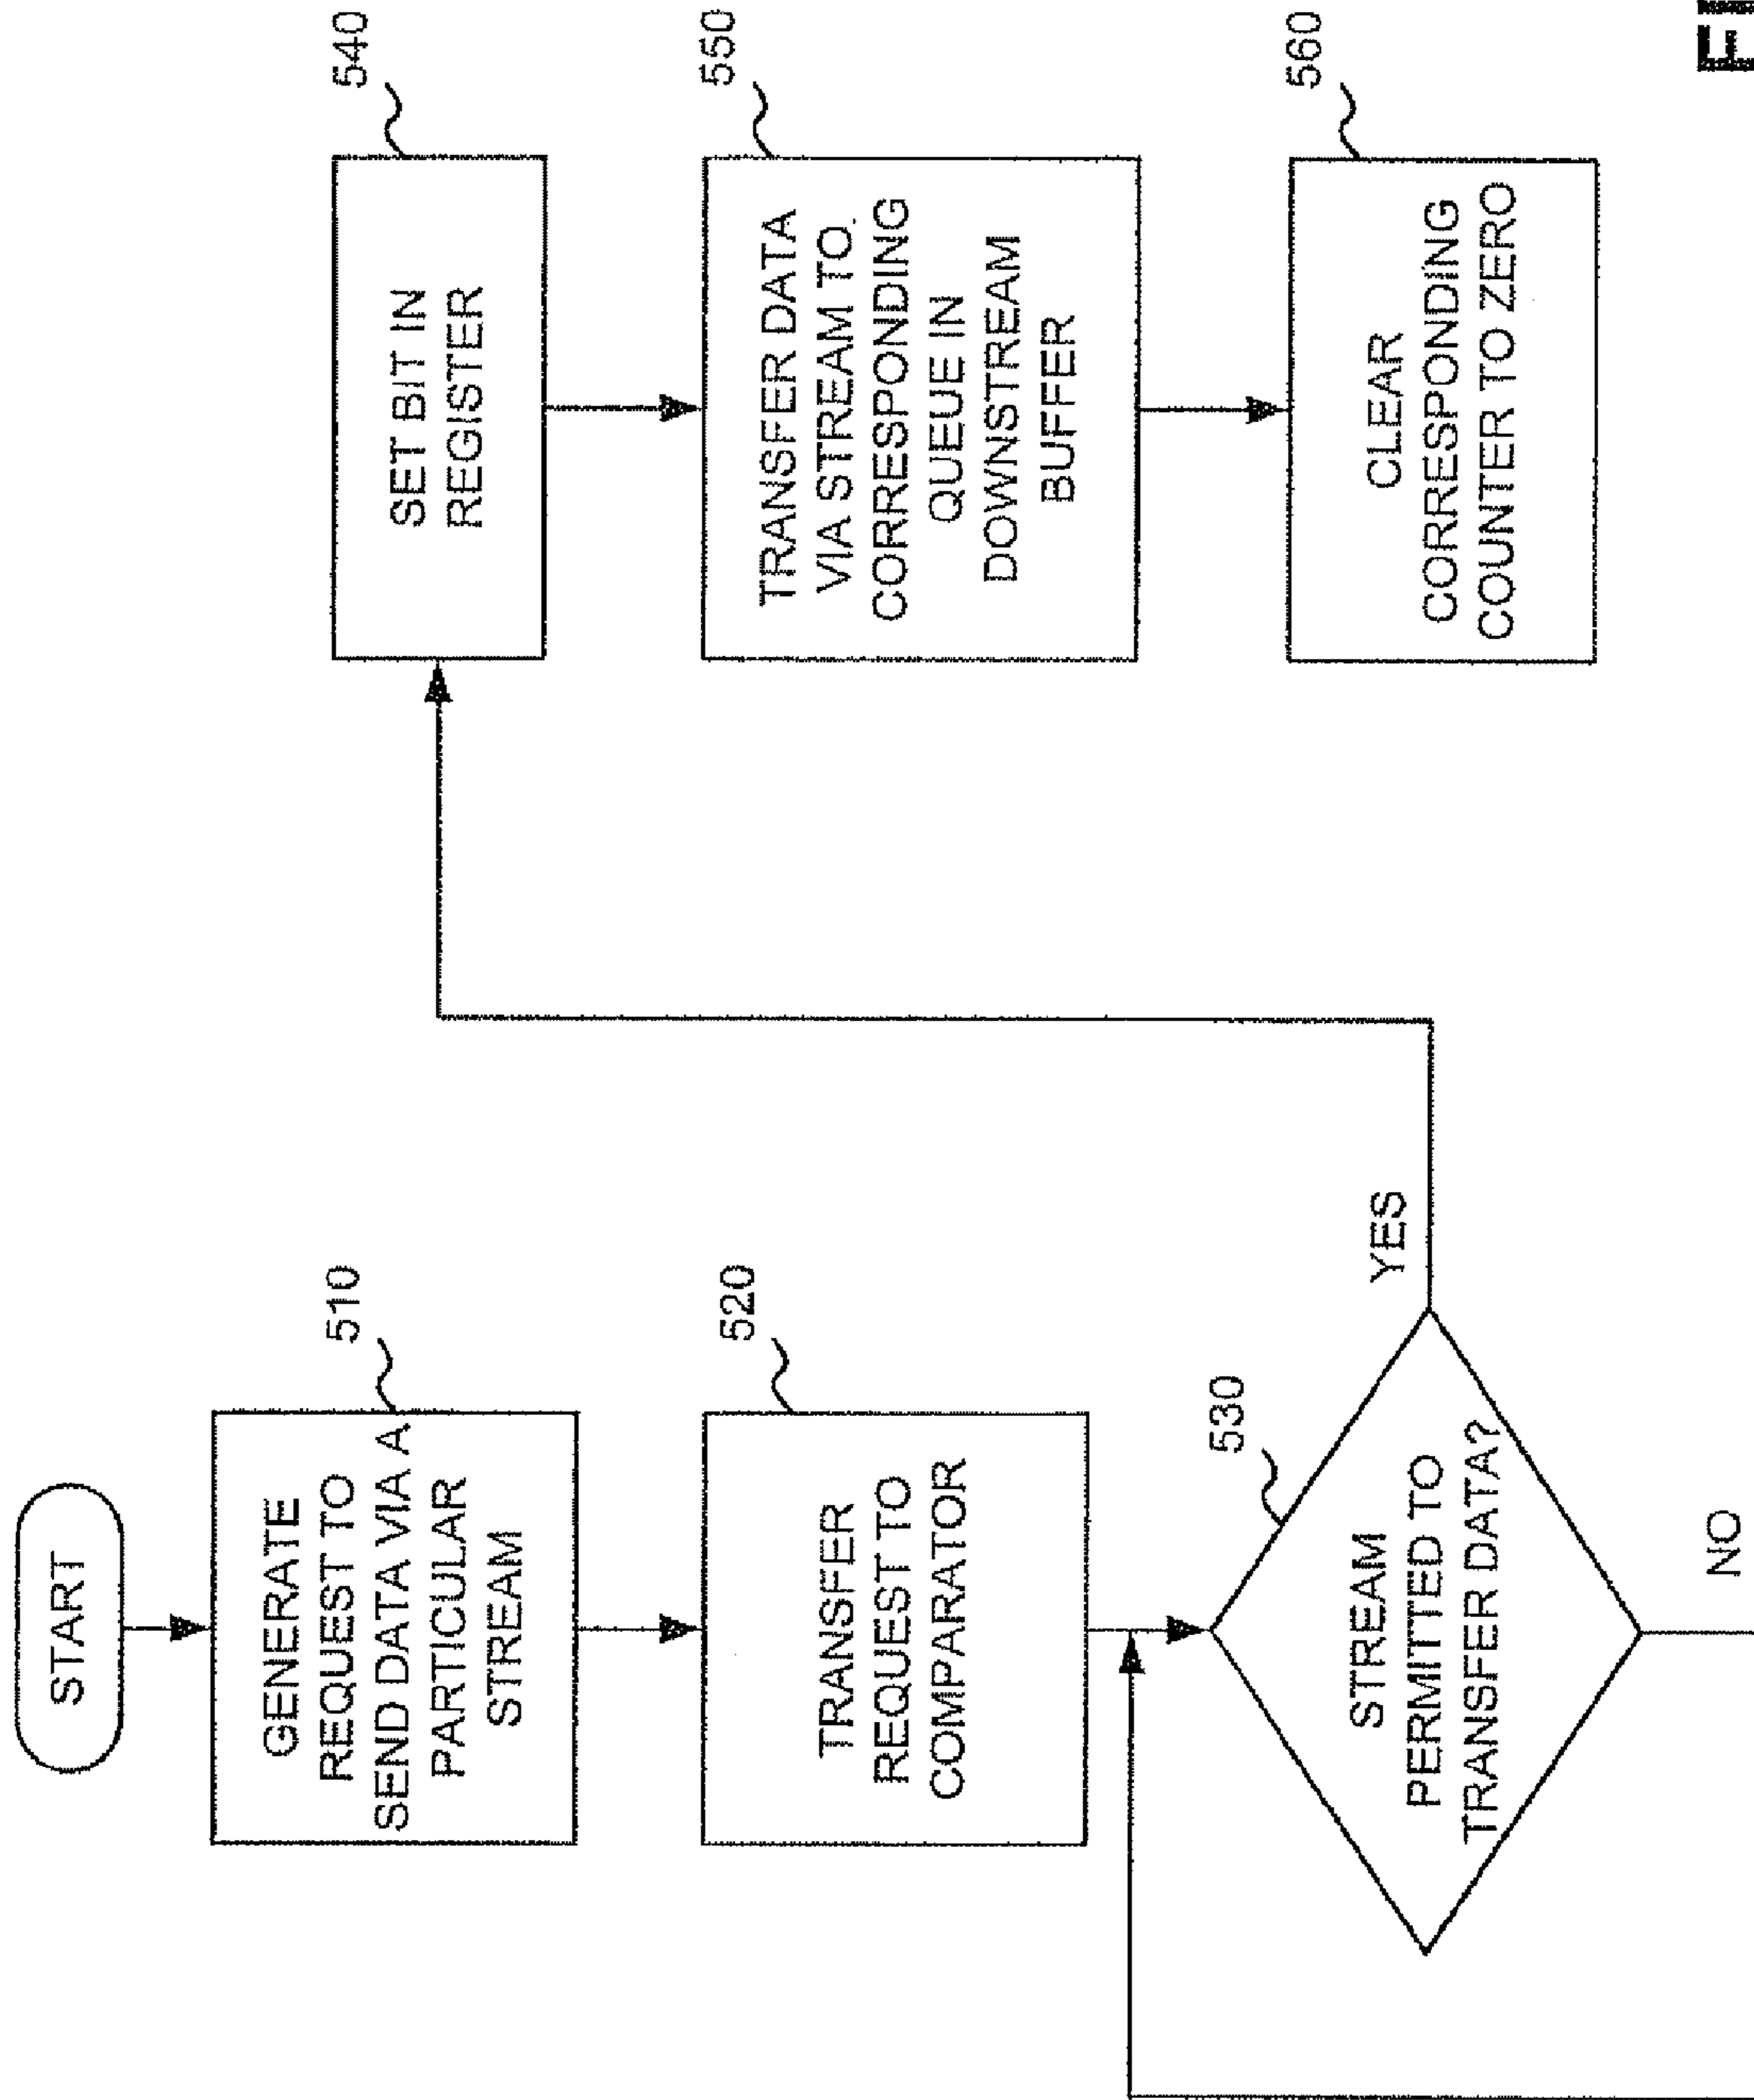 START
510
GENERATE
REQUEST TO
SEND DATA VIA A
PARTICULAR
STREAM
520
TRANSFER
REQUEST TO
COMPARATOR
530
STREAM
PERMITTED TO
TRANSFER DATA?
YES
NO
540
SET BIT IN
REGISTER
550
TRANSFER DATA
VIA STREAM TO
CORRESPONDING
QUEUE IN
DOWNSTREAM
BUFFER
560
CLEAR
CORRESPONDING
COUNTER TO ZERO